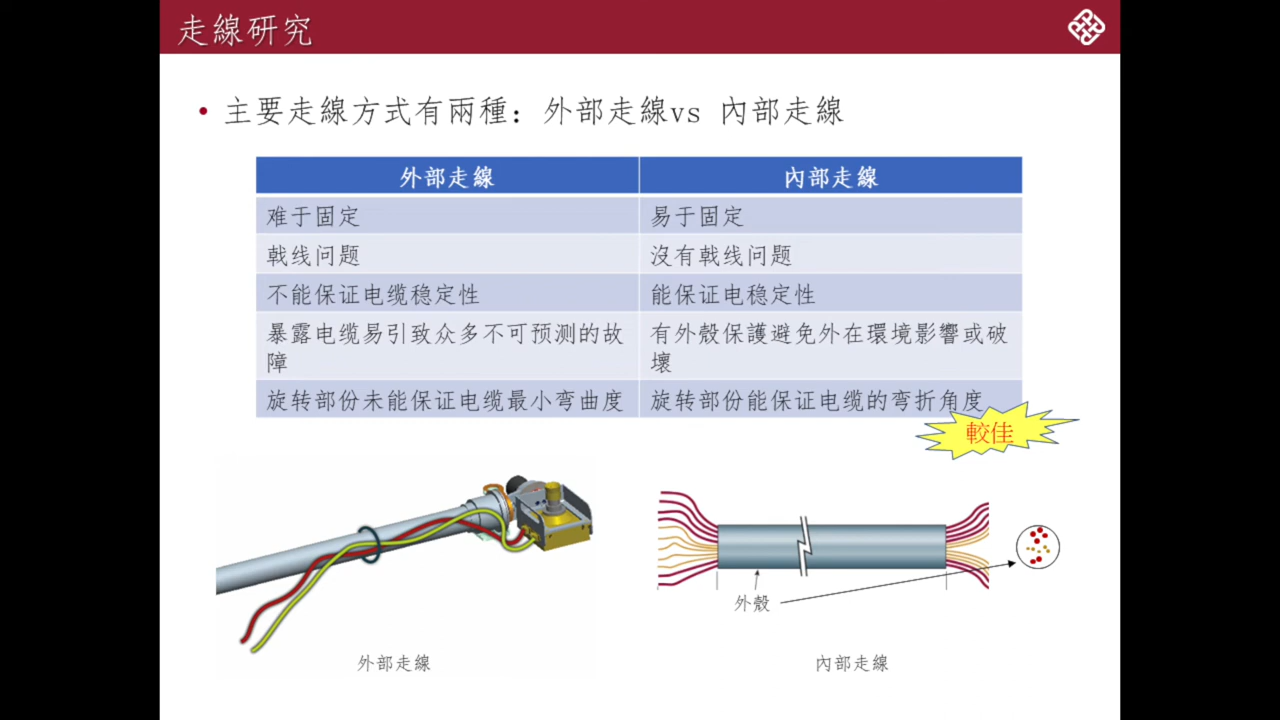 走線研究
• 主要走線方式有兩種：外部走線vs 內部走線
外部走線 內部走線
难于固定 易于固定
戟线问题 沒有戟线问题
不能保证电缆稳定性 能保证电稳定性
暴露电缆易引致众多不可预测的故 有外殼保護避免外在環境影響或破
障 壞
旋转部份未能保证电缆最小弯曲度 旋转部份能保证电缆的弯折角度
較佳
外殼
外部走線 內部走線